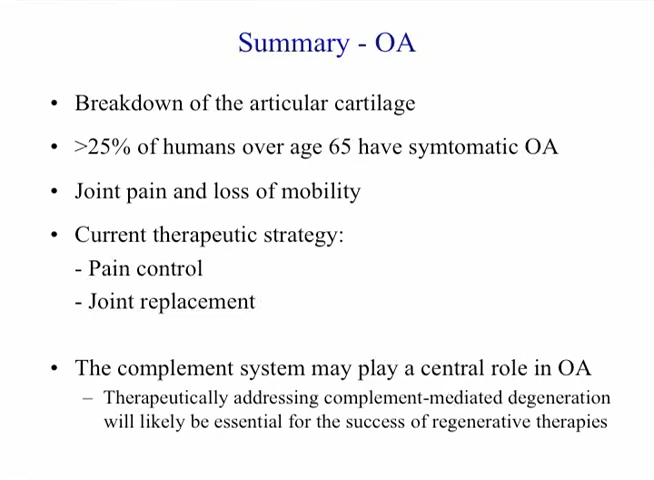 Summary - OA
• Breakdown of the articular cartilage
• >25% of humans over age 65 have symtomatic OA
• Joint pain and loss of mobility
• Current therapeutic strategy:
- Pain control
- Joint replacement
• The complement system may play a central role in OA
– Therapeutically addressing complement-mediated degeneration
will likely be essential for the success of regenerative therapies